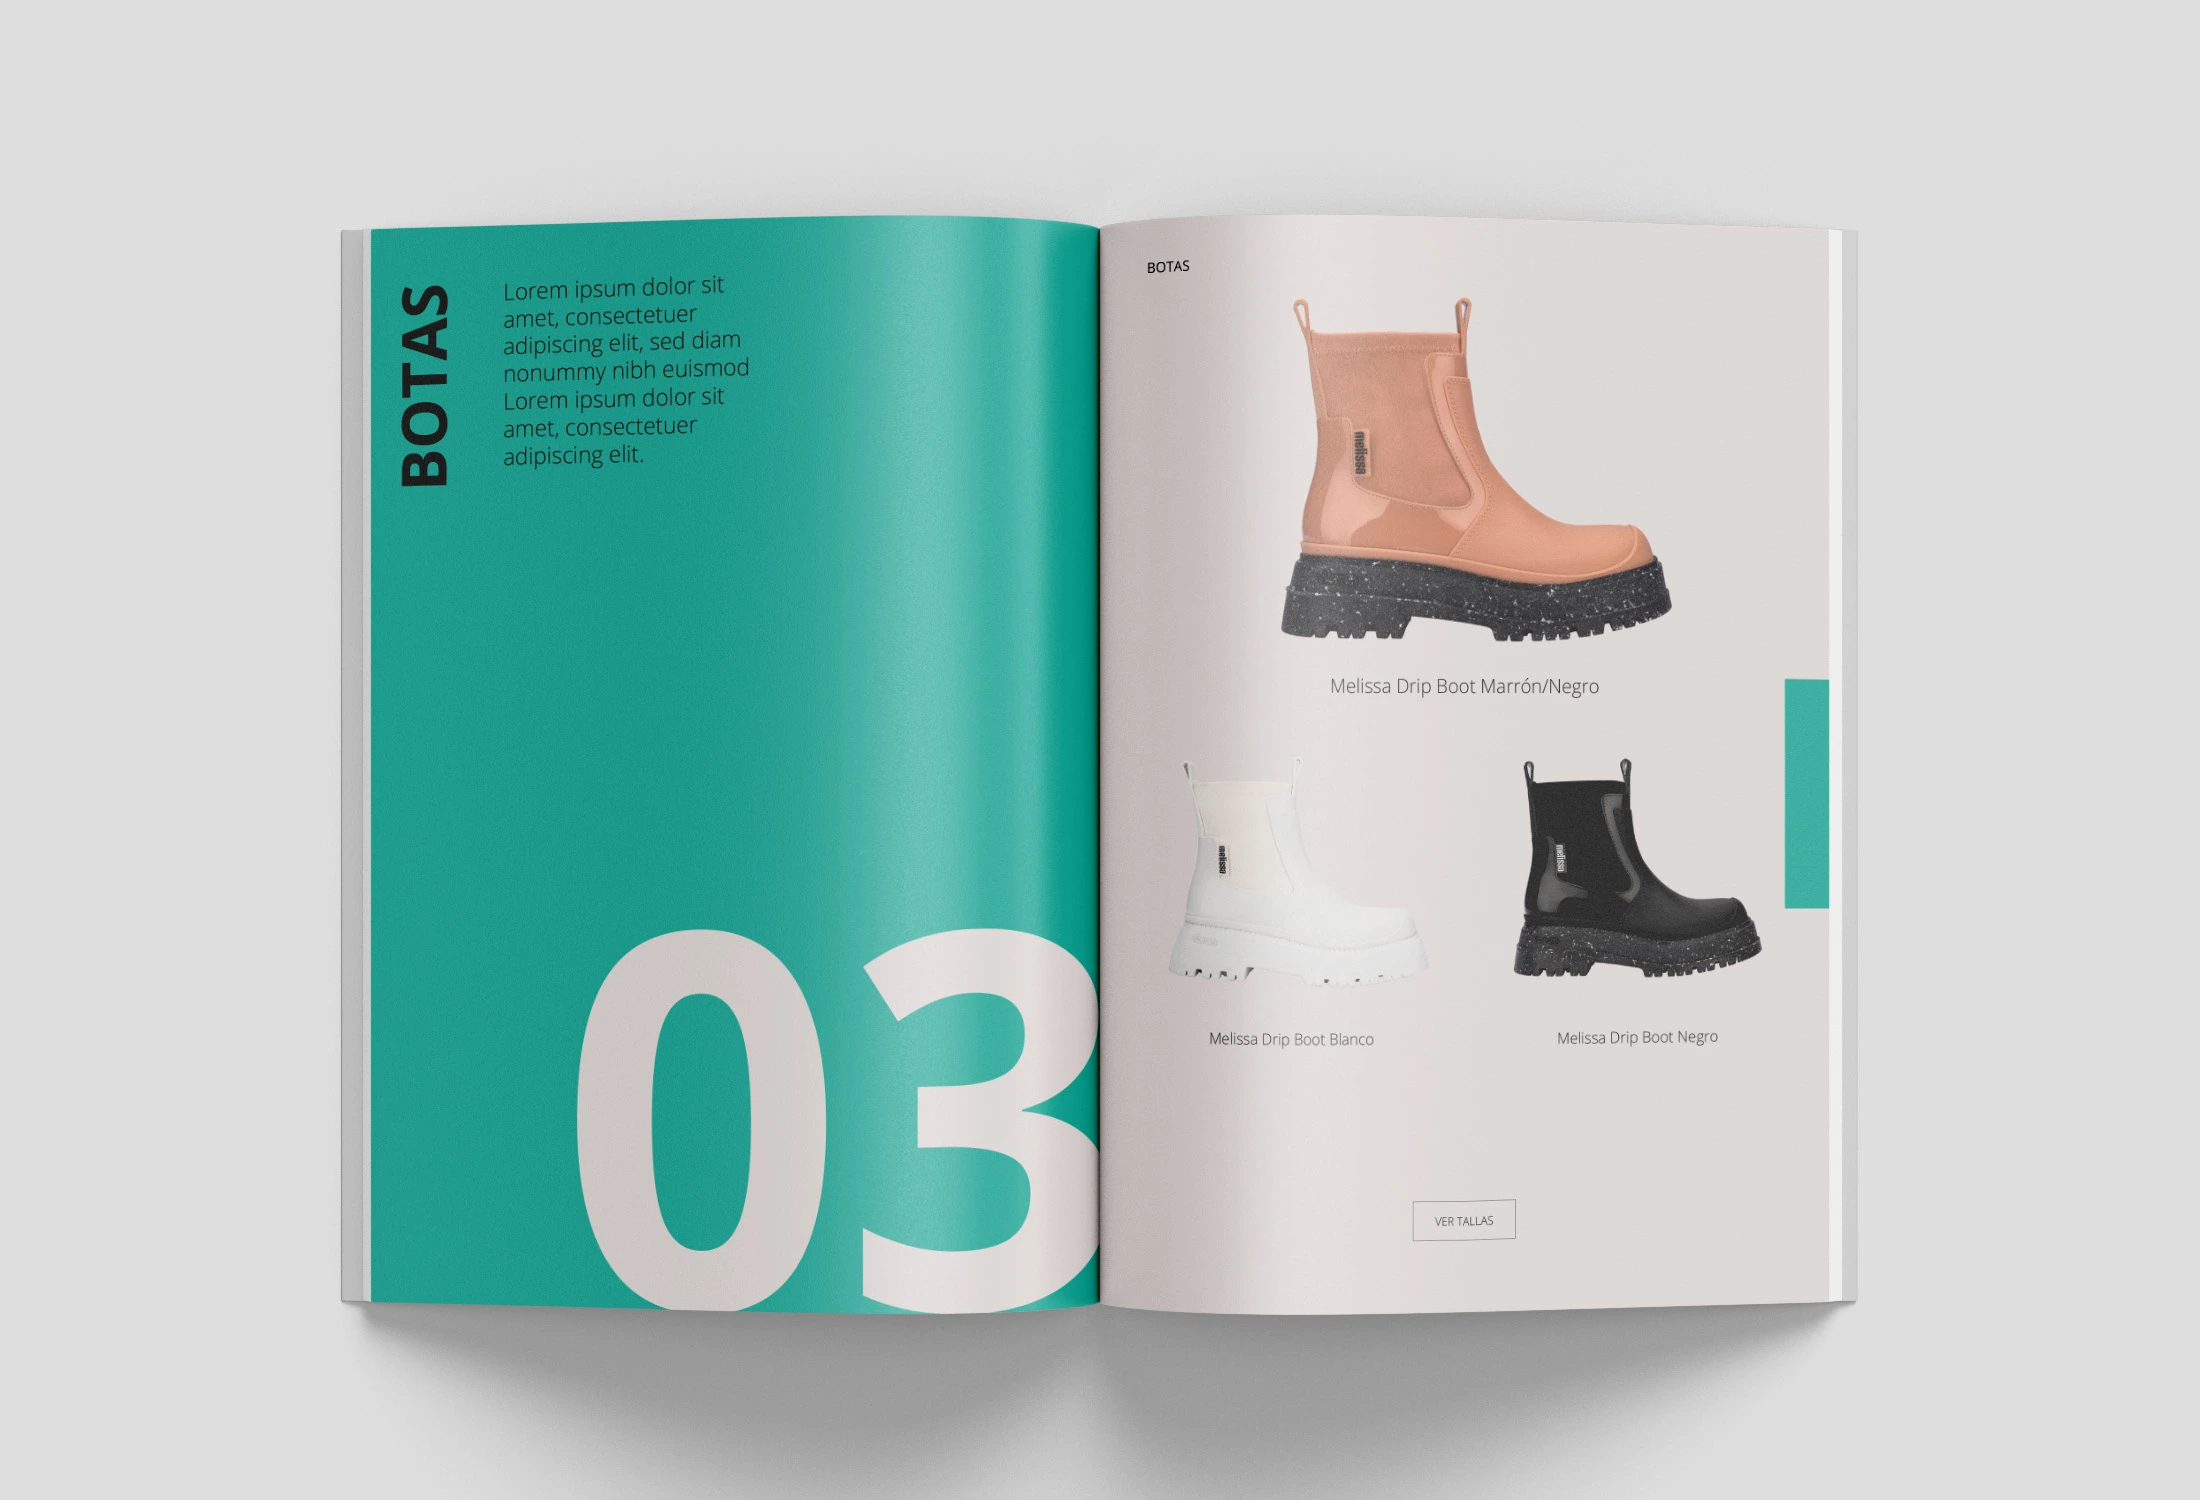 BOTAS
Lorem ipsum dolor sit
amet, consectetuer
adipiscing elit, sed diam
nonummy nibh euismod
Lorem ipsum dolor sit
amet, consectetuer
adipiscing elit.
03
BOTAS
melissa
Melissa Drip Boot Marrón/Negro
melissa
melissa
Melissa Drip Boot Blanco
Melissa Drip Boot Negro
VER TALLAS